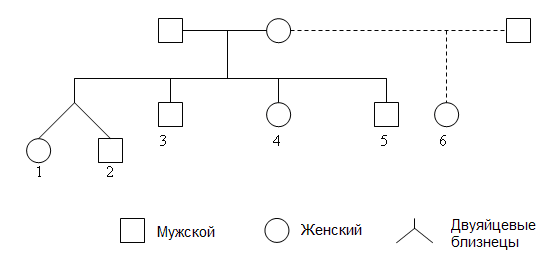 3 4 5 6
1 2
Мужской
Женский
Двуяйцевые
близнецы